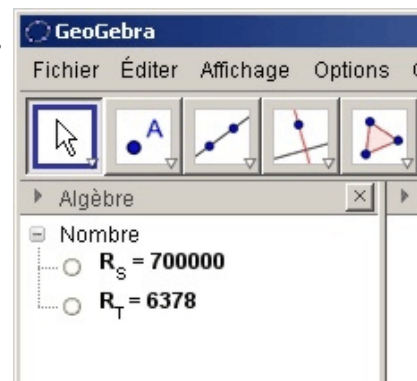 GeoGebra
Fichier Éditer Affichage Options
A
Algèbre
Nombre
R_S = 700000
R_T = 6378